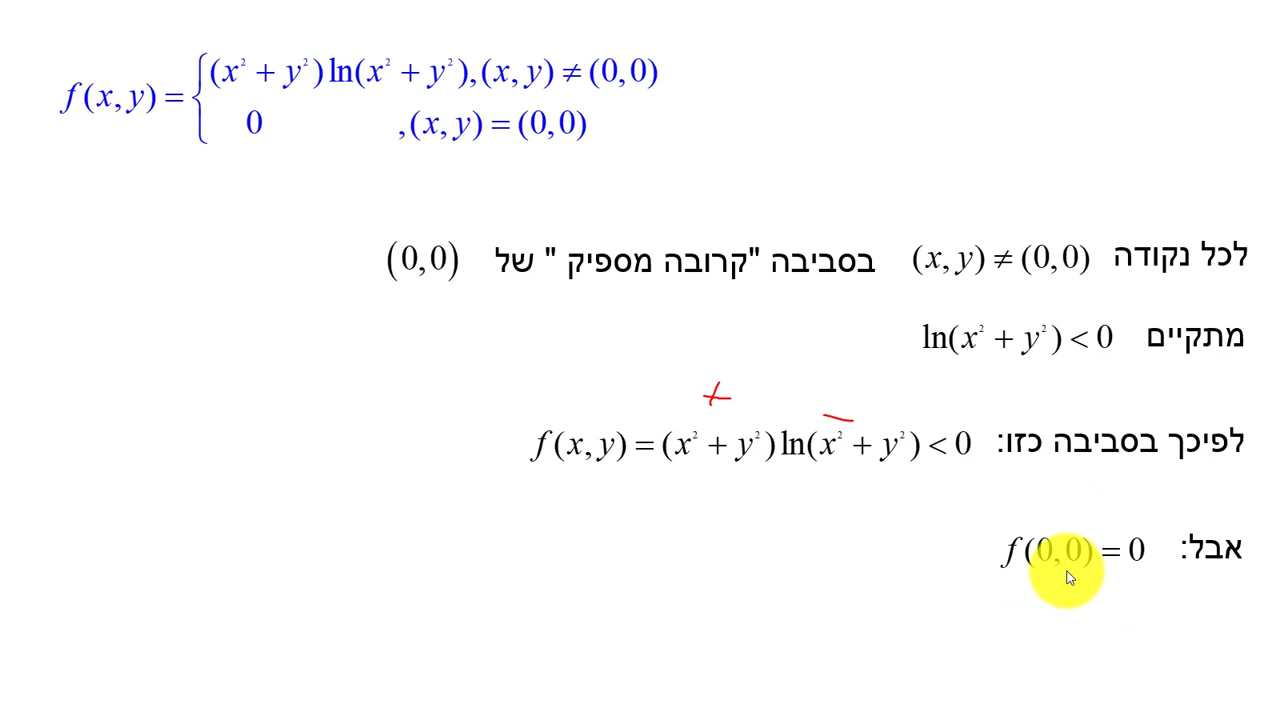 f(x, y) = { (x² + y²) ln(x² + y²), (x, y) ≠ (0, 0)
0 , (x, y) = (0, 0)
לכל נקודה (x, y) ≠ (0, 0) בסביבה "קרובה מספיק " של (0, 0)
מתקיים ln(x² + y²) < 0
+ −
לפיכך בסביבה כזו: f(x, y) = (x² + y²) ln(x² + y²) < 0
אבל: f(0, 0) = 0